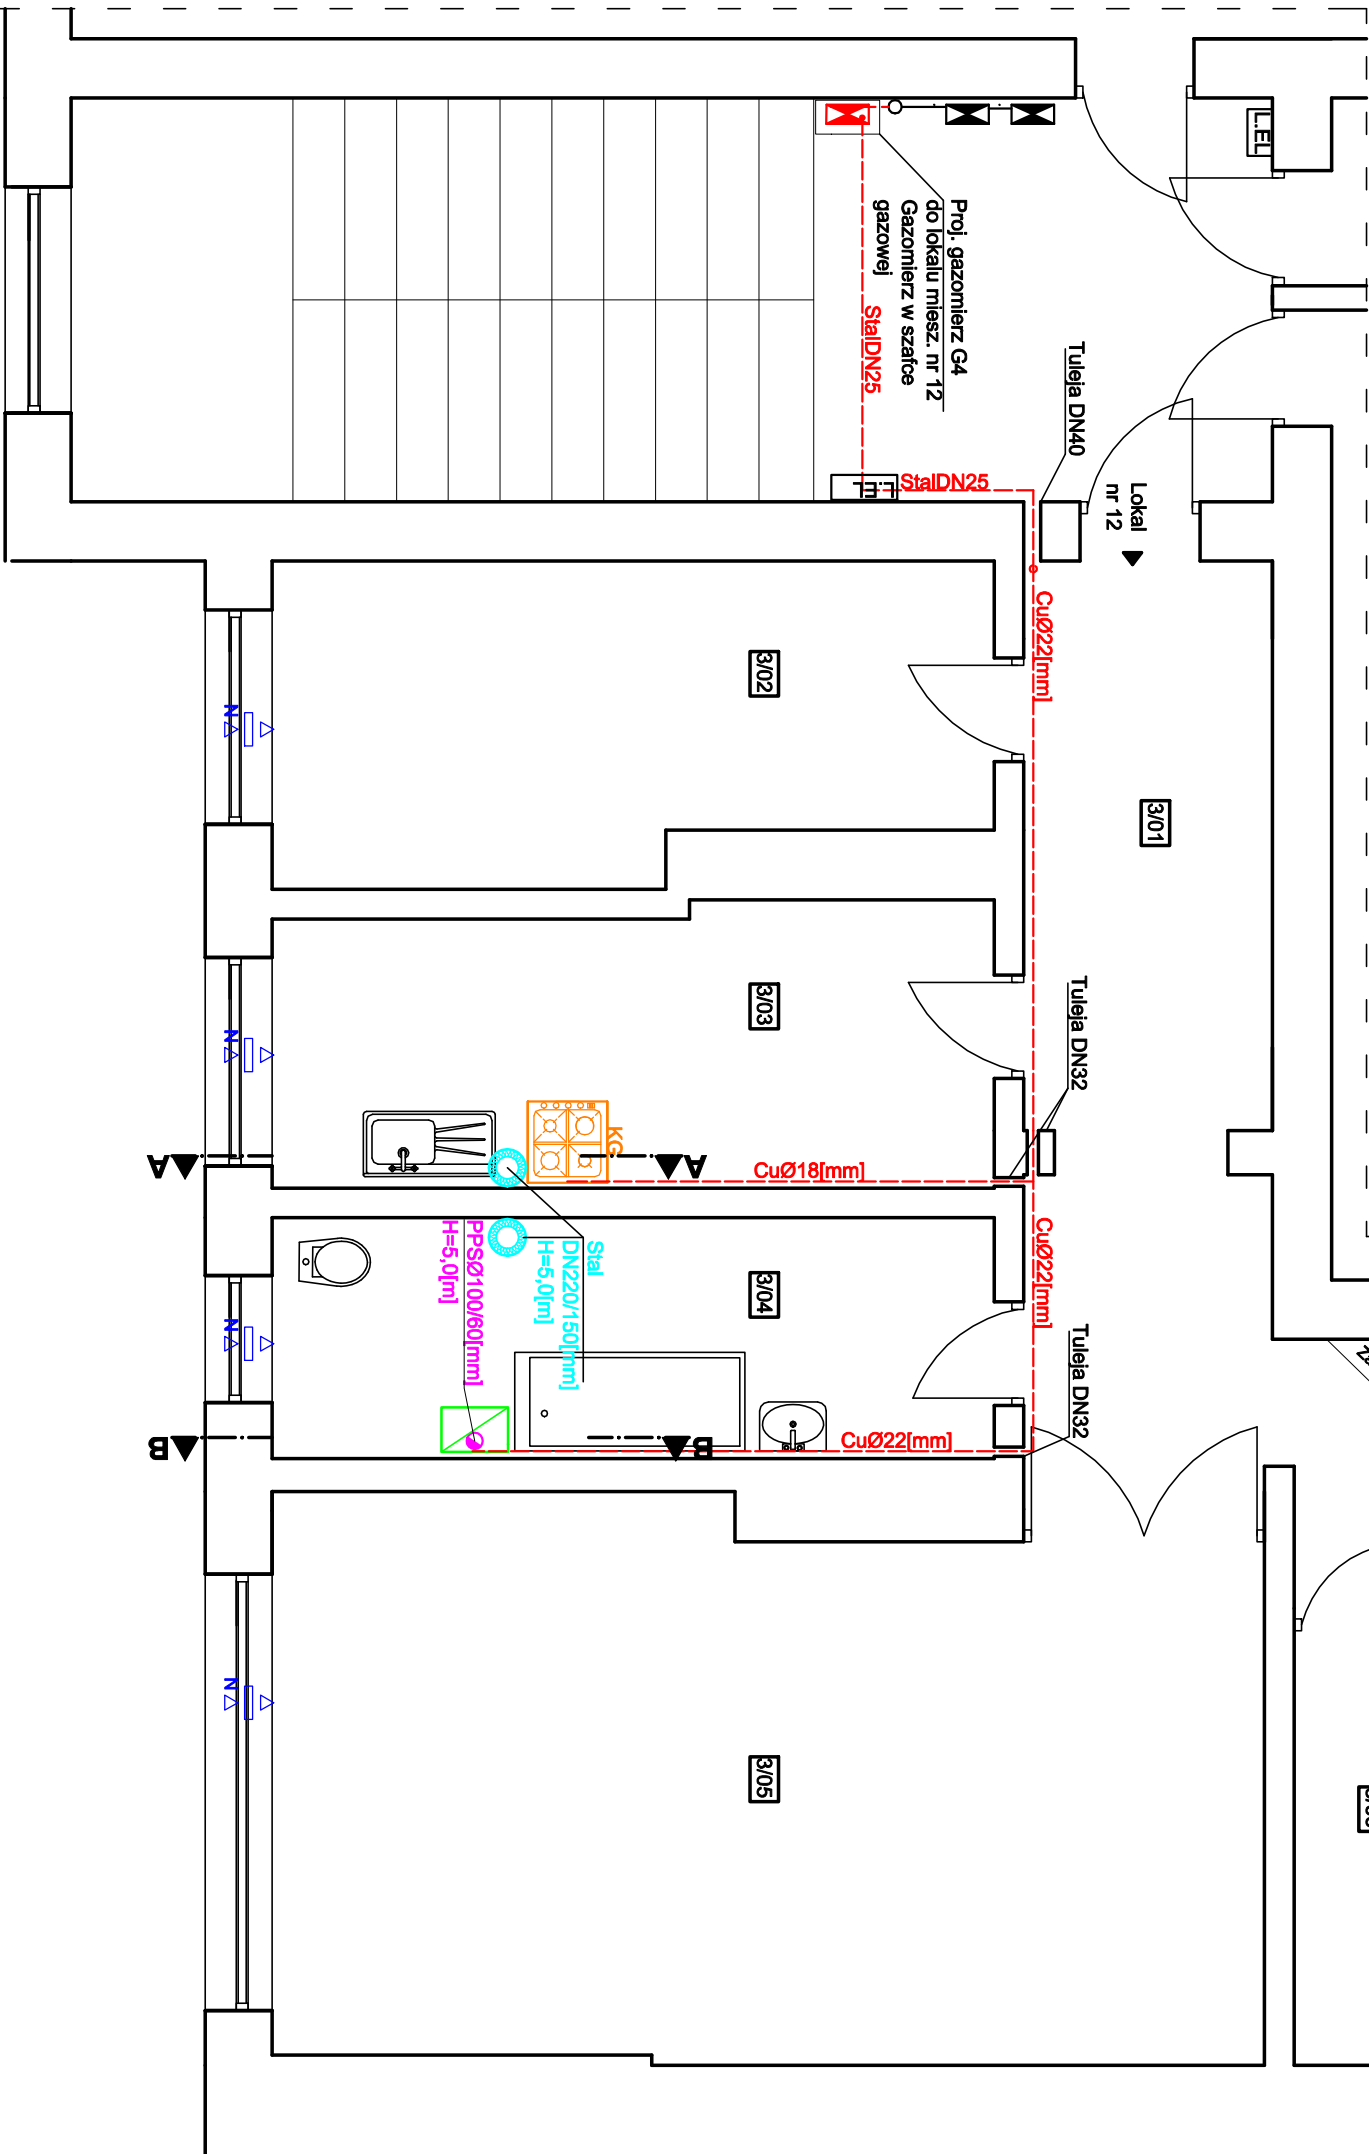 L.EL
Proj. gazomierz G4
do lokalu miesz. nr 12
Gazomierz w szafce
gazowej
StalDN25
Tuleja DN40
StalDN25
L.EL
Lokal
nr 12
CuØ22[mm]
3/02
N
3/01
3/03
N
Tuleja DN32
KG
A
A
CuØ18[mm]
CuØ22[mm]
Stal
DN220/150[mm]
H=5,0[m]
PPSØ100/60[mm]
H=5,0[m]
3/04
N
Tuleja DN32
B
B
CuØ22[mm]
N
3/05